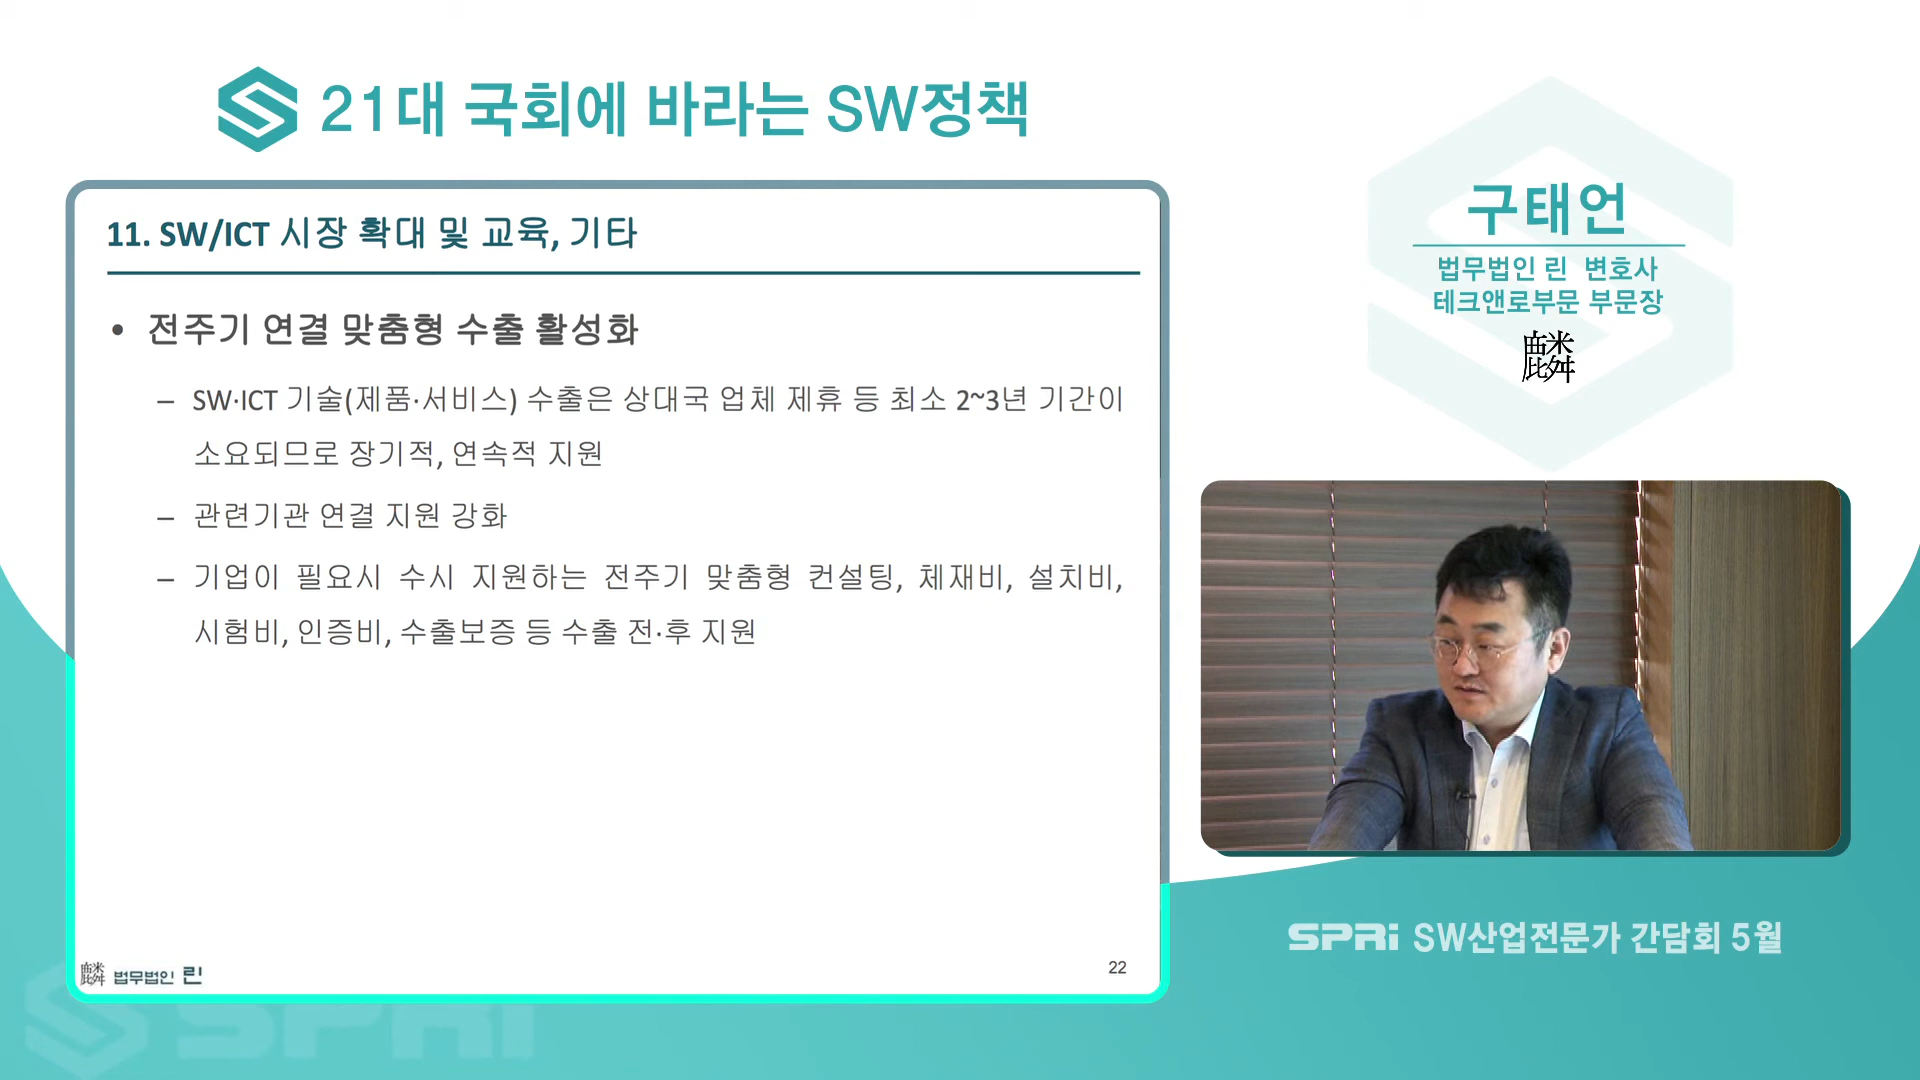 21대 국회에 바라는 SW정책
11. SW/ICT 시장 확대 및 교육, 기타
• 전주기 연결 맞춤형 수출 활성화
– SW·ICT 기술(제품·서비스) 수출은 상대국 업체 제휴 등 최소 2~3년 기간이
소요되므로 장기적, 연속적 지원
– 관련기관 연결 지원 강화
– 기업이 필요시 수시 지원하는 전주기 맞춤형 컨설팅, 체재비, 설치비,
시험비, 인증비, 수출보증 등 수출 전·후 지원
麟 법무법인 린
22
구태언
법무법인 린 변호사
테크앤로부문 부문장
麟
SPRi SW산업전문가 간담회 5월
SPRi